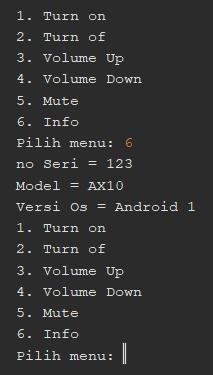 1. Turn on
2. Turn of
3. Volume Up
4. Volume Down
5. Mute
6. Info
Pilih menu: 6
no Seri = 123
Model = AX10
Versi Os = Android 1
1. Turn on
2. Turn of
3. Volume Up
4. Volume Down
5. Mute
6. Info
Pilih menu: